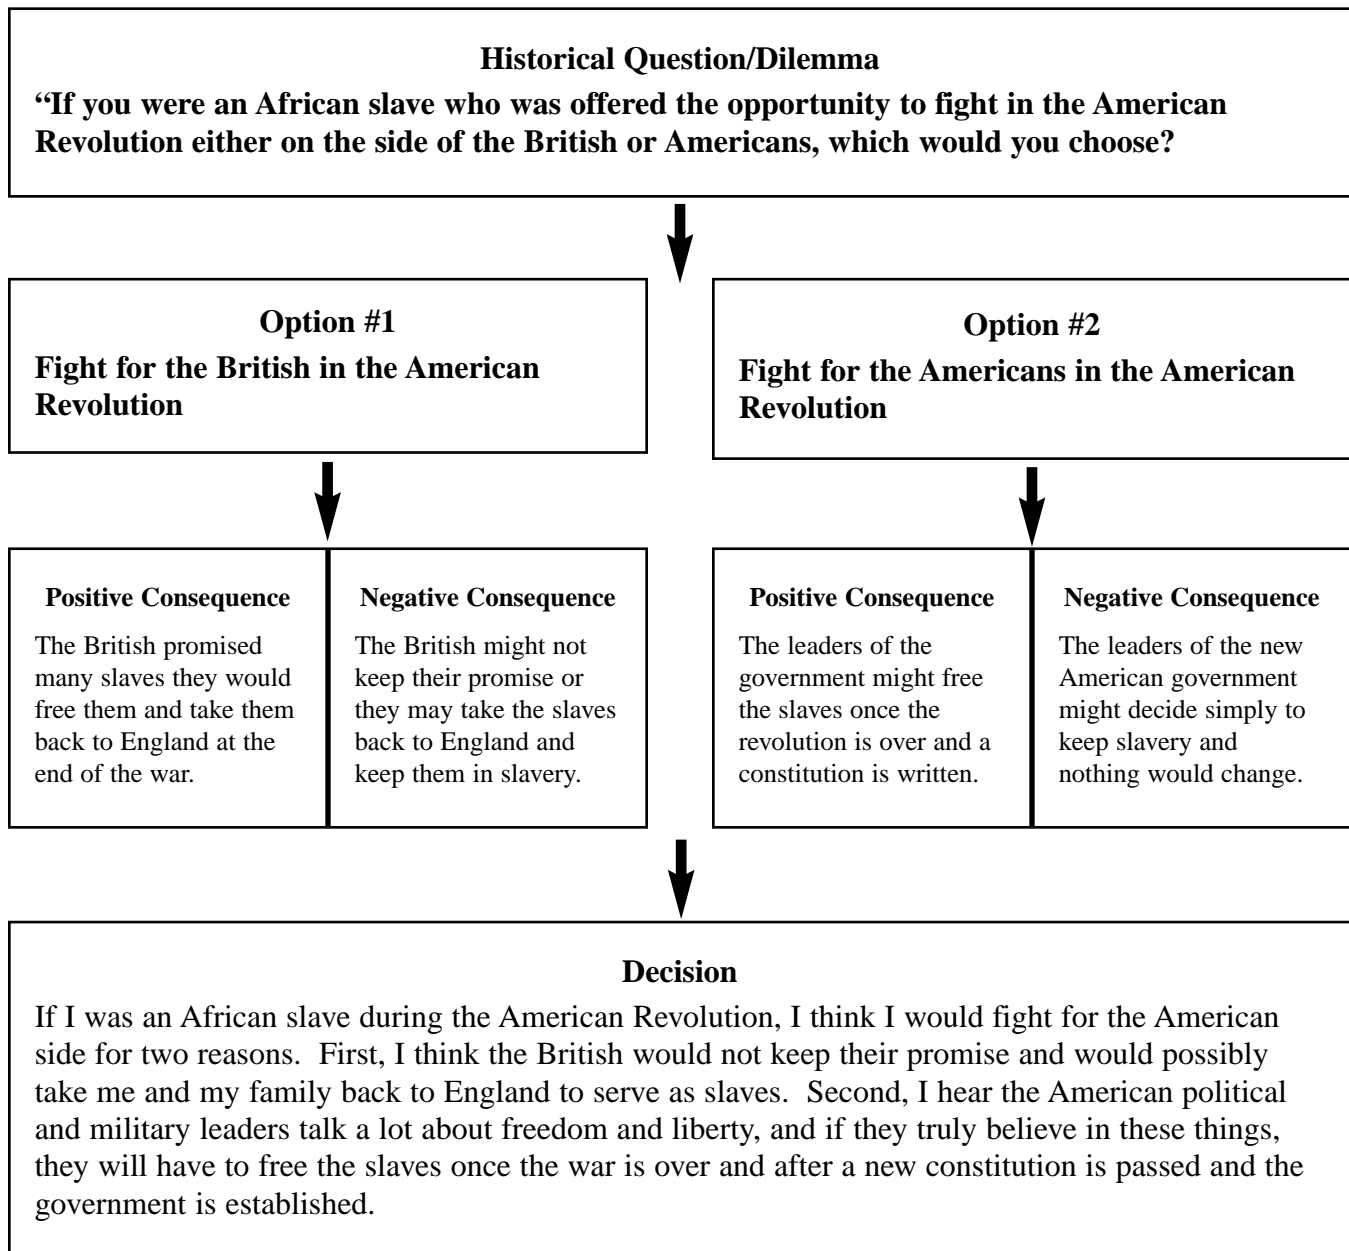 Historical Question/Dilemma
“If you were an African slave who was offered the opportunity to fight in the American
Revolution either on the side of the British or Americans, which would you choose?
Option #1
Fight for the British in the American
Revolution
Option #2
Fight for the Americans in the American
Revolution
Positive Consequence
The British promised
many slaves they would
free them and take them
back to England at the
end of the war.
Negative Consequence
The British might not
keep their promise or
they may take the slaves
back to England and
keep them in slavery.
Positive Consequence
The leaders of the
government might free
the slaves once the
revolution is over and a
constitution is written.
Negative Consequence
The leaders of the new
American government
might decide simply to
keep slavery and
nothing would change.
Decision
If I was an African slave during the American Revolution, I think I would fight for the American
side for two reasons.  First, I think the British would not keep their promise and would possibly
take me and my family back to England to serve as slaves.  Second, I hear the American political
and military leaders talk a lot about freedom and liberty, and if they truly believe in these things,
they will have to free the slaves once the war is over and after a new constitution is passed and the
government is established.